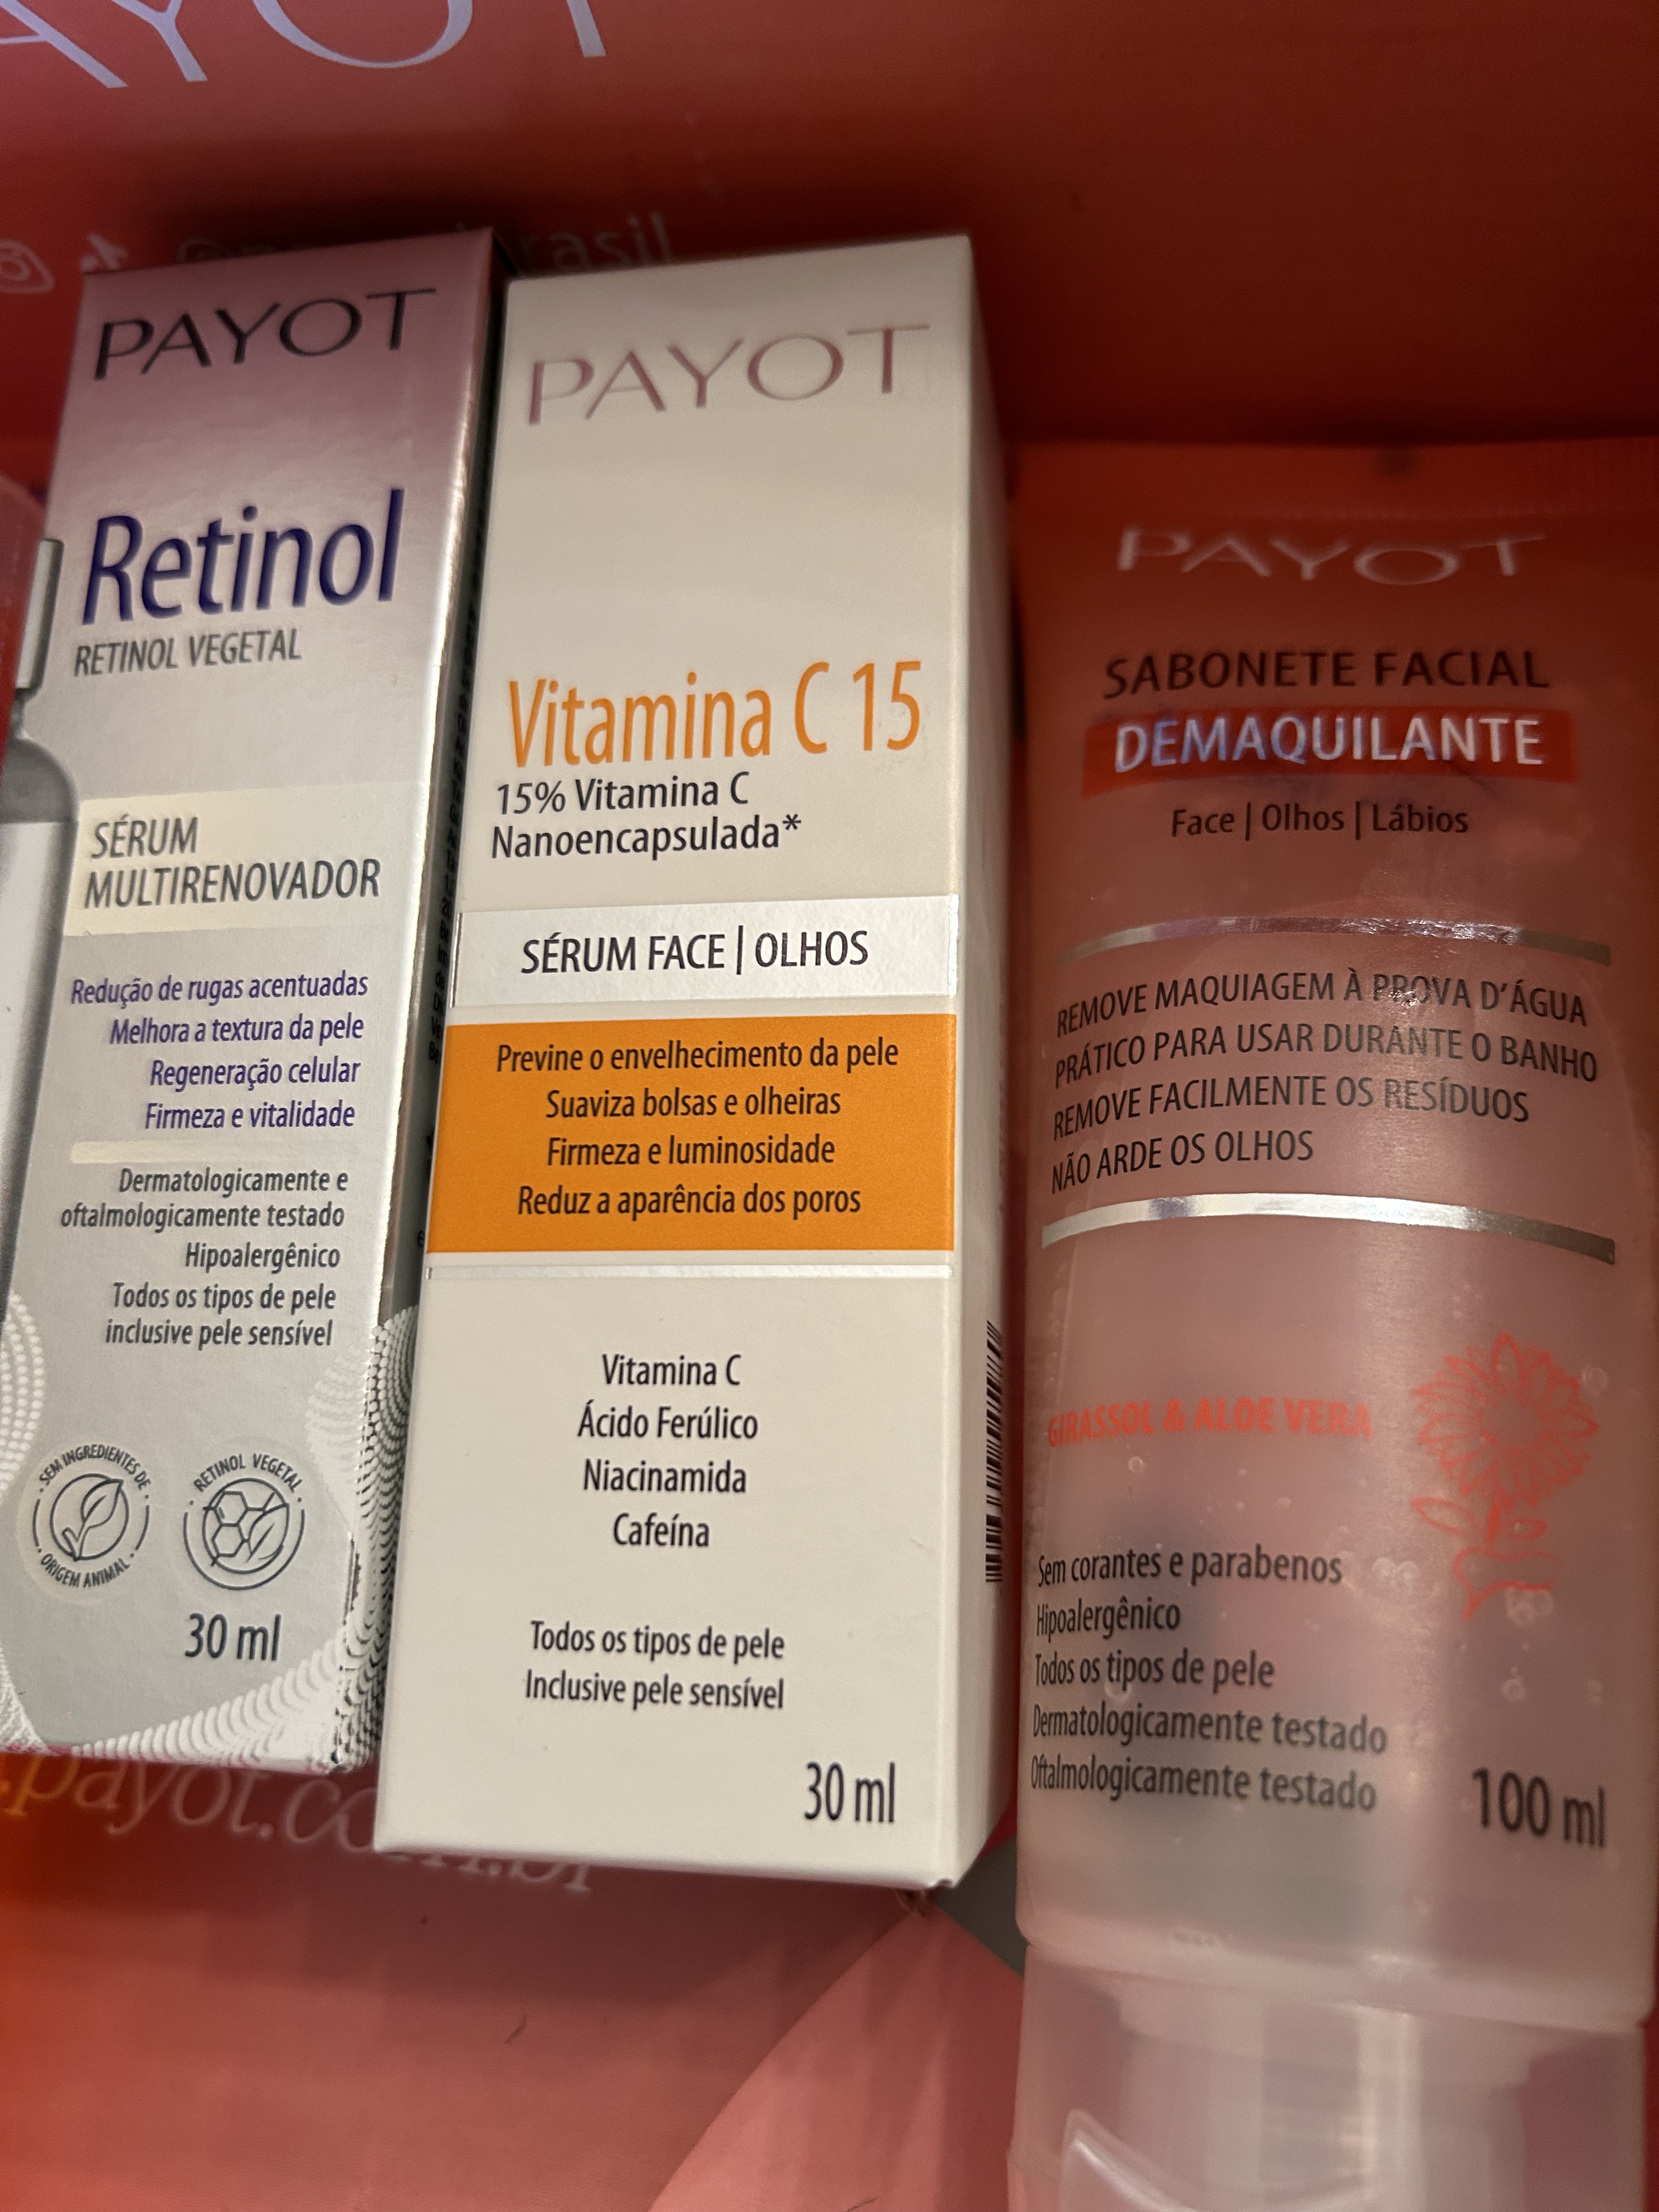 PAYOT
Retinol
RETINOL VEGETAL
SÉRUM
MULTIRENOVADOR
Redução de rugas acentuadas
Melhora a textura da pele
Regeneração celular
Firmeza e vitalidade
Dermatologicamente e
oftalmologicamente testado
Hipoalergênico
Todos os tipos de pele
inclusive pele sensível
SEM INGREDIENTES DE
ORIGEM ANIMAL
RETINOL VEGETAL
30 ml
PAYOT
Vitamina C 15
15% Vitamina C
Nanoencapsulada*
SÉRUM FACE | OLHOS
Previne o envelhecimento da pele
Suaviza bolsas e olheiras
Firmeza e luminosidade
Reduz a aparência dos poros
Vitamina C
Ácido Ferúlico
Niacinamida
Cafeína
Todos os tipos de pele
Inclusive pele sensível
30 ml
PAYOT
SABONETE FACIAL
DEMAQUILANTE
Face | Olhos | Lábios
REMOVE MAQUIAGEM À PROVA D'ÁGUA
PRÁTICO PARA USAR DURANTE O BANHO
REMOVE FACILMENTE OS RESÍDUOS
NÃO ARDE OS OLHOS
GIRASSOL & ALOE VERA
Sem corantes e parabenos
Hipoalergênico
Todos os tipos de pele
Dermatologicamente testado
Oftalmologicamente testado
100 ml